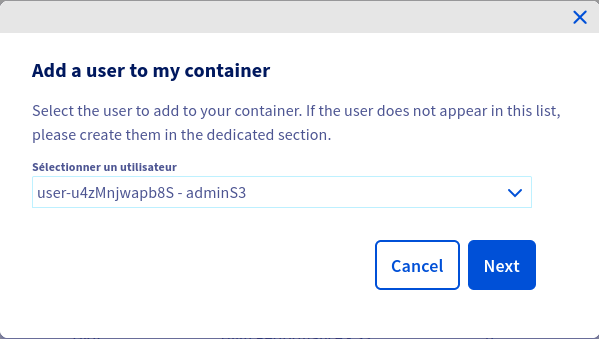 Add a user to my container
Select the user to add to your container. If the user does not appear in this list,
please create them in the dedicated section.
Sélectionner un utilisateur
user-u4zMnjwapb8S - adminS3
Cancel
Next